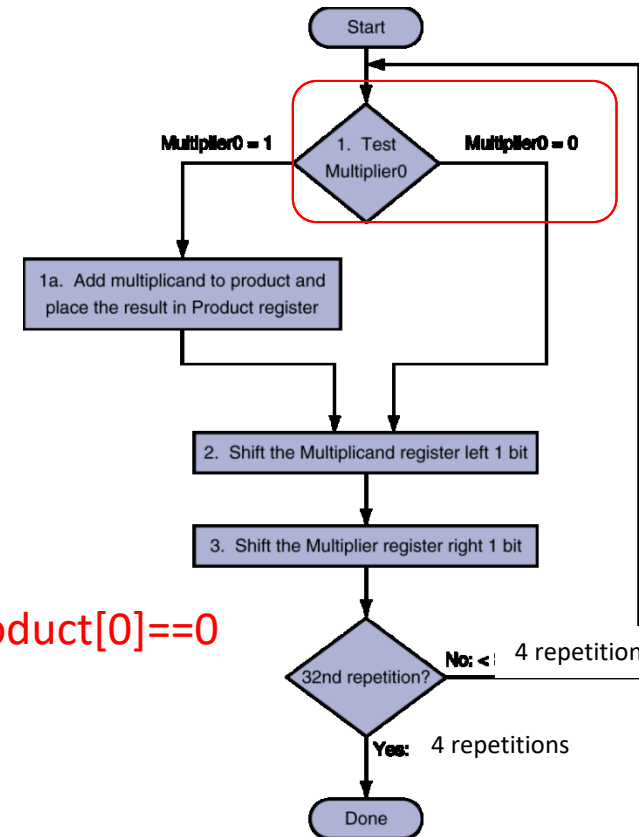 Start
Multiplier0 = 1
1. Test
Multiplier0
Multiplier0 = 0
1a. Add multiplicand to product and
place the result in Product register
2. Shift the Multiplicand register left 1 bit
3. Shift the Multiplier register right 1 bit
oduct[0]==0
32nd repetition?
No: <
4 repetition
Yes:
4 repetitions
Done